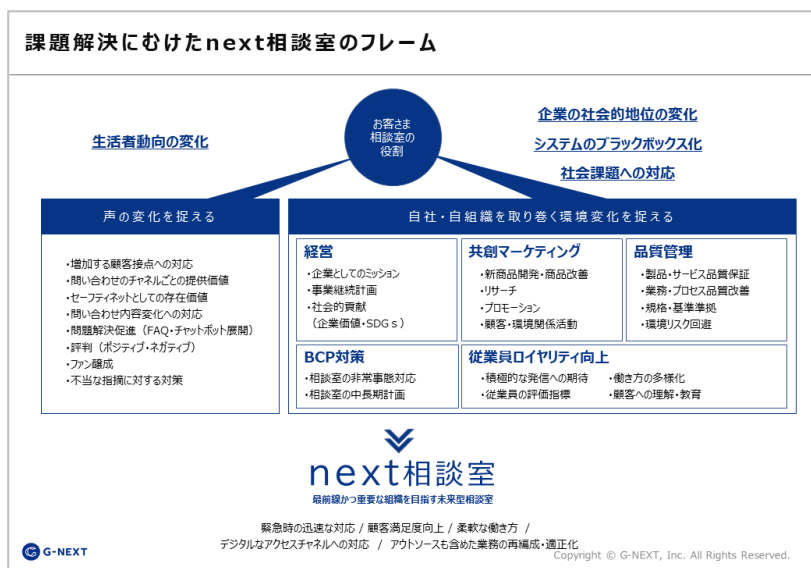 課題解決にむけたnext相談室のフレーム
お客さま
相談室の
役割
生活者動向の変化
企業の社会的地位の変化
システムのブラックボックス化
社会課題への対応
声の変化を捉える
・増加する顧客接点への対応
・問い合わせのチャネルごとの提供価値
・セーフティネットとしての存在価値
・問い合わせ内容変化への対応
・問題解決促進（FAQ・チャットボット展開）
・評判（ポジティブ・ネガティブ）
・ファン醸成
・不当な指摘に対する対策
自社・自組織を取り巻く環境変化を捉える
経営
・企業としてのミッション
・事業継続計画
・社会的貢献
（企業価値・SDGｓ）
共創マーケティング
・新商品開発・商品改善
・リサーチ
・プロモーション
・顧客・環境関係活動
品質管理
・製品・サービス品質保証
・業務・プロセス品質改善
・規格・基準準拠
・環境リスク回避
BCP対策
・相談室の非常事態対応
・相談室の中長期計画
従業員ロイヤリティ向上
・積極的な発信への期待 ・働き方の多様化
・従業員の評価指標 ・顧客への理解・教育
next相談室
最前線かつ重要な組織を目指す未来型相談室
緊急時の迅速な対応 / 顧客満足度向上 / 柔軟な働き方 /
デジタルなアクセスチャネルへの対応 / アウトソースも含めた業務の再編成・適正化
G-NEXT
Copyright © G-NEXT, Inc. All Rights Reserved.